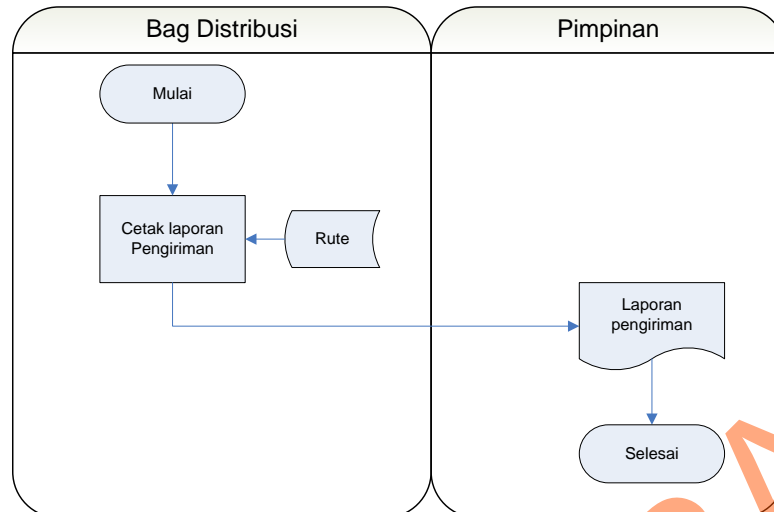 Bag Distribusi
Pimpinan
Mulai
Cetak laporan
Pengiriman
Rute
Laporan
pengiriman
Selesai